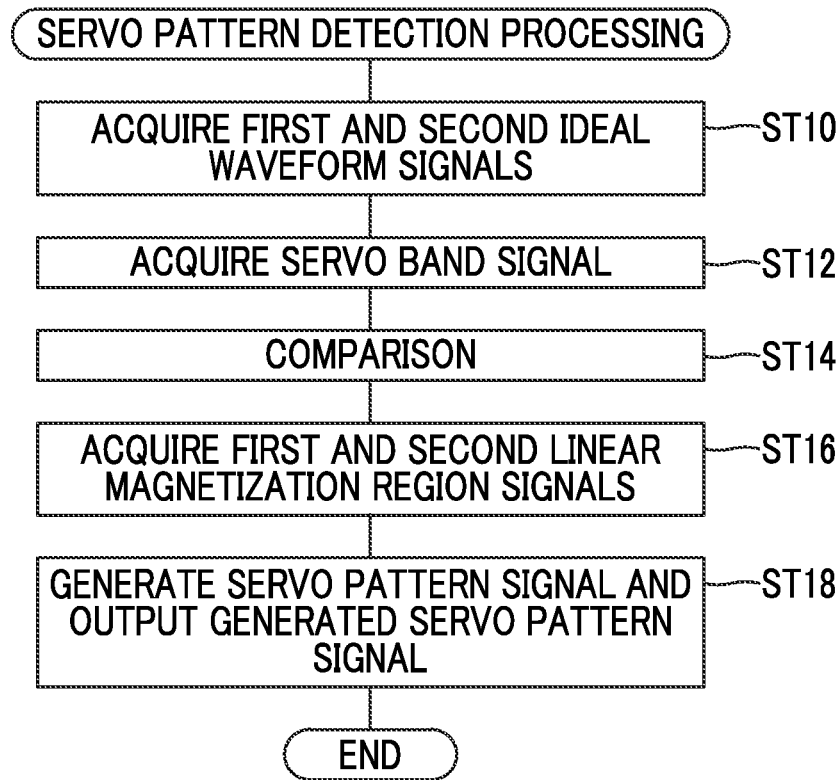 SERVO PATTERN DETECTION PROCESSING
ACQUIRE FIRST AND SECOND IDEAL
WAVEFORM SIGNALS
ST10
ACQUIRE SERVO BAND SIGNAL
ST12
COMPARISON
ST14
ACQUIRE FIRST AND SECOND LINEAR
MAGNETIZATION REGION SIGNALS
ST16
GENERATE SERVO PATTERN SIGNAL AND
OUTPUT GENERATED SERVO PATTERN
SIGNAL
ST18
END